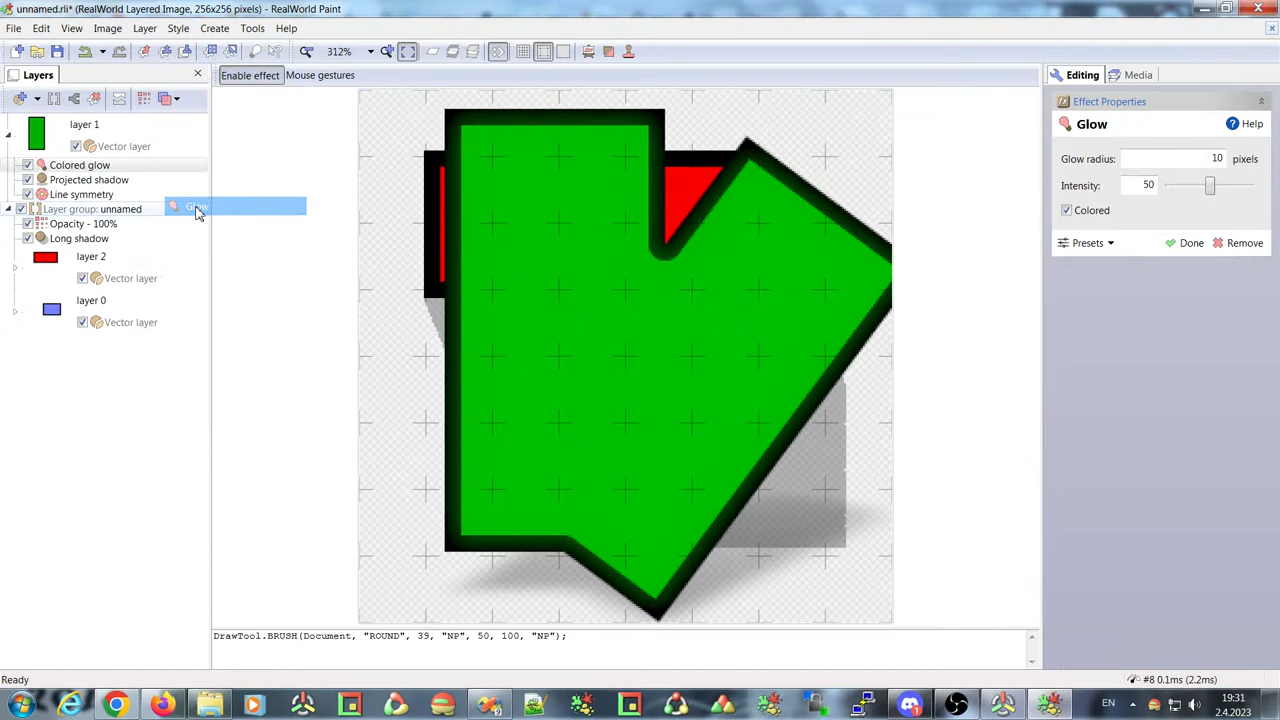 unnamed.rli* (RealWorld Layered Image, 256x256 pixels) - RealWorld Paint
File Edit View Image Layer Style Create Tools Help
312%
Layers
Enable effect Mouse gestures
Editing Media
layer 1
Vector layer
Colored glow
Projected shadow
Line symmetry
Layer group: unnamed
Opacity - 100%
Long shadow
layer 2
Vector layer
layer 0
Vector layer
Glow
Effect Properties
Glow Help
Glow radius: 10 pixels
Intensity: 50
Colored
Presets Done Remove
DrawTool.BRUSH(Document, "ROUND", 39, "NP", 50, 100, "NP");
Ready
#8 0.1ms (2.2ms)
EN
19:31
2.4.2023